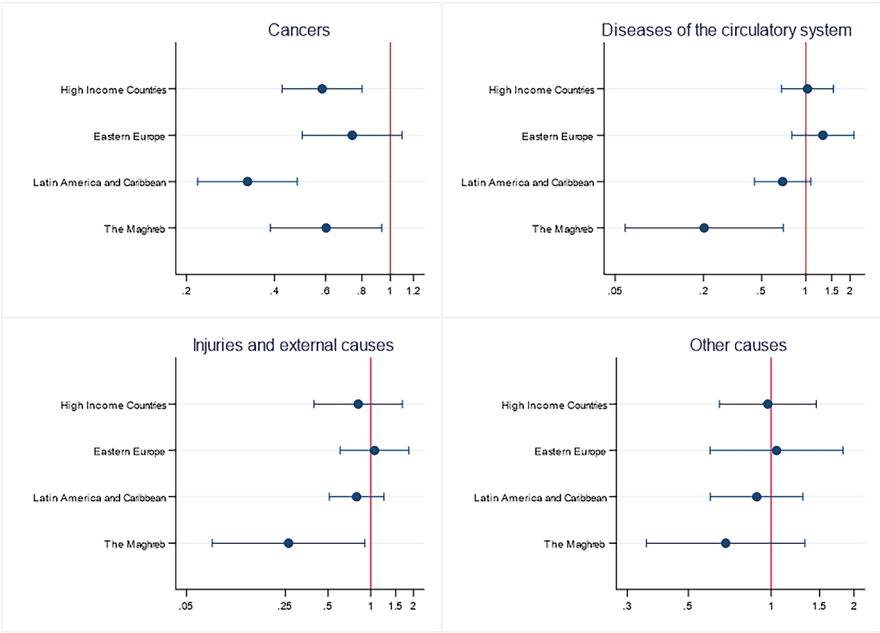 Cancers
High Income Countries
Eastern Europe
Latin America and Caribbean
The Maghreb
.2 .4 .6 .8 1 1.2
Diseases of the circulatory system
High Income Countries
Eastern Europe
Latin America and Caribbean
The Maghreb
.05 .2 .5 1 1.5 2
Injuries and external causes
High Income Countries
Eastern Europe
Latin America and Caribbean
The Maghreb
.05 .25 .5 1 1.5 2
Other causes
High Income Countries
Eastern Europe
Latin America and Caribbean
The Maghreb
.3 .5 1 1.5 2